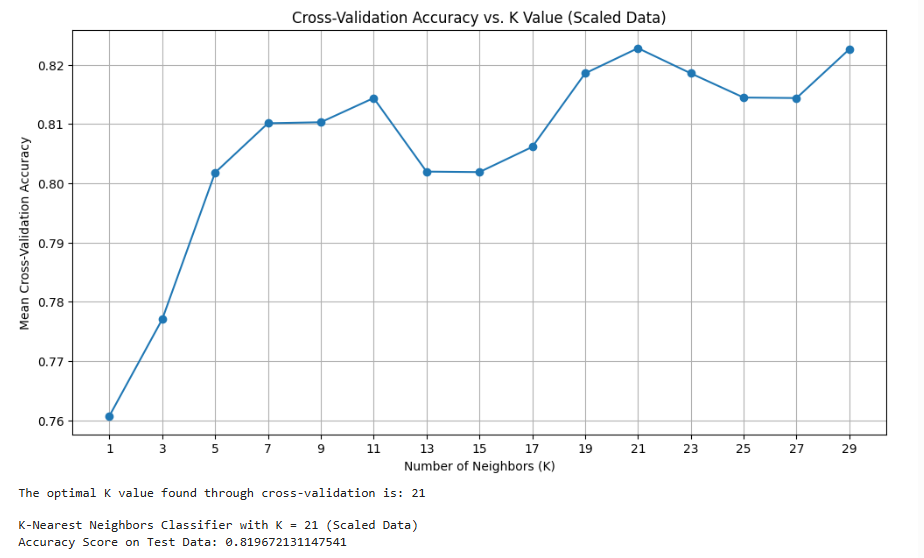 Cross-Validation Accuracy vs. K Value (Scaled Data)
Mean Cross-Validation Accuracy
0.82
0.81
0.80
0.79
0.78
0.77
0.76
1 3 5 7 9 11 13 15 17 19 21 23 25 27 29
Number of Neighbors (K)
The optimal K value found through cross-validation is: 21
K-Nearest Neighbors Classifier with K = 21 (Scaled Data)
Accuracy Score on Test Data: 0.819672131147541